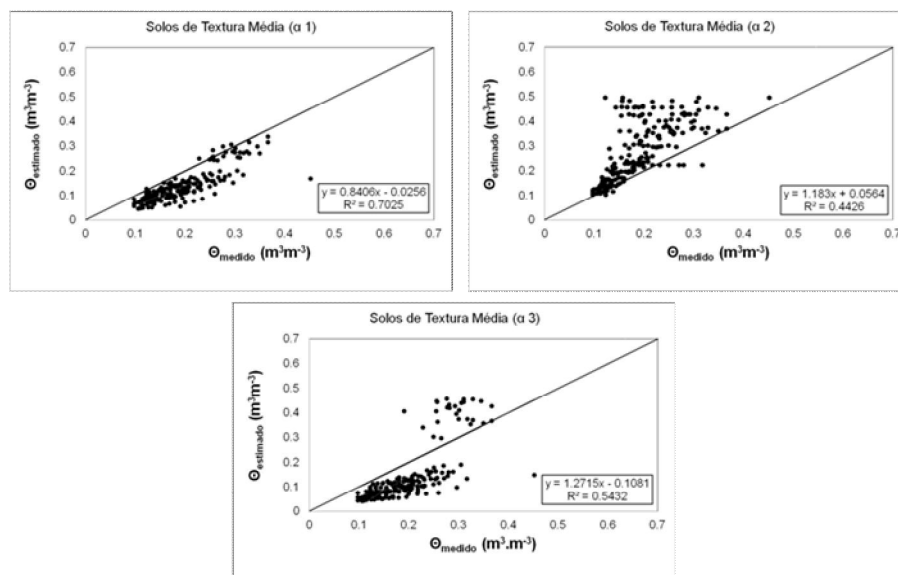 Solos de Textura Média (α 1)
0.7
0.6
0.5
0.4
0.3
0.2
0.1
0
Θestimado (m³m⁻³)
y = 0.8406x - 0.0256
R² = 0.7025
0 0.1 0.2 0.3 0.4 0.5 0.6 0.7
Θmedido (m³m⁻³)
Solos de Textura Média (α 2)
0.7
0.6
0.5
0.4
0.3
0.2
0.1
0
Θestimado (m³m⁻³)
y = 1.183x + 0.0564
R² = 0.4426
0 0.1 0.2 0.3 0.4 0.5 0.6 0.7
Θmedido (m³m⁻³)
Solos de Textura Média (α 3)
0.7
0.6
0.5
0.4
0.3
0.2
0.1
0
Θestimado (m³m⁻³)
y = 1.2715x - 0.1081
R² = 0.5432
0 0.1 0.2 0.3 0.4 0.5 0.6 0.7
Θmedido (m³.m⁻³)